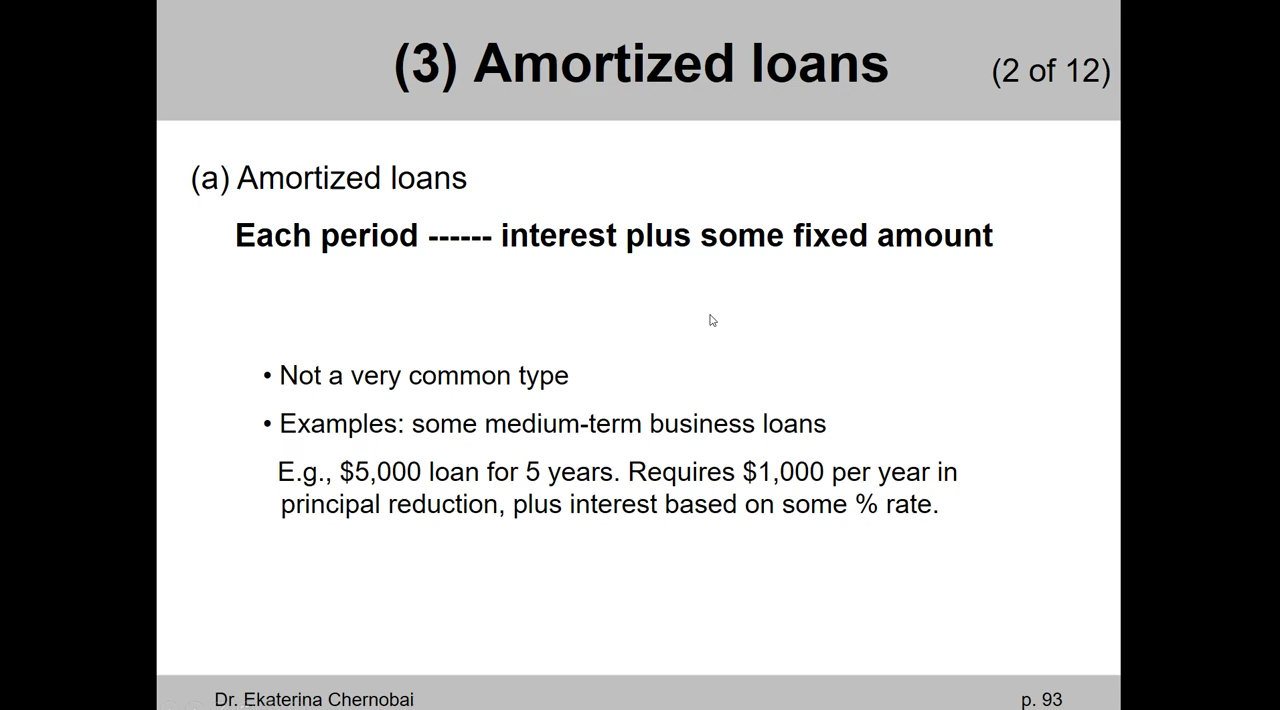 (3) Amortized loans (2 of 12)
(a) Amortized loans
Each period ------ interest plus some fixed amount
• Not a very common type
• Examples: some medium-term business loans
E.g., $5,000 loan for 5 years. Requires $1,000 per year in
principal reduction, plus interest based on some % rate.
Dr. Ekaterina Chernobai p. 93